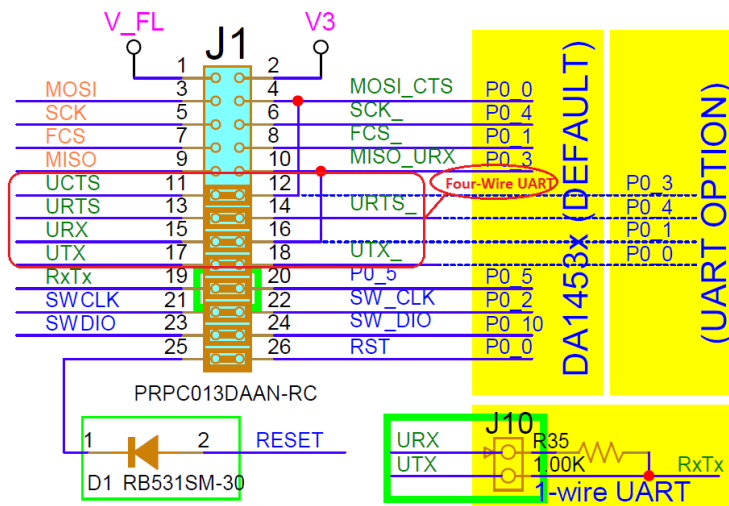 V_FL J1 V3
1 2
MOSI 3 4 MOSI_CTS P0_0
SCK 5 6 SCK_ P0_4
FCS 7 8 FCS_ P0_1
MISO 9 10 MISO_URX P0_3
UCTS 11 12 Four-Wire UART P0_3
URTS 13 14 URTS_ P0_4
URX 15 16 P0_1
UTX 17 18 UTX_ P0_0
RxTx 19 20 P0_5 P0_5
SWCLK 21 22 SW_CLK P0_2
SWDIO 23 24 SW_DIO P0_10
25 26 RST P0_0
DA1453x (DEFAULT)
(UART OPTION)
PRPC013DAAN-RC
1 2 RESET
D1 RB531SM-30
J10
URX R35
UTX 1.00K RxTx
1-wire UART